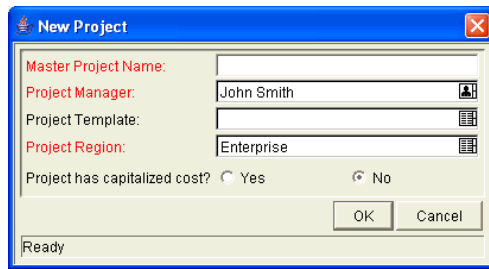 New Project
Master Project Name:
Project Manager: John Smith
Project Template:
Project Region: Enterprise
Project has capitalized cost? Yes No
OK Cancel
Ready